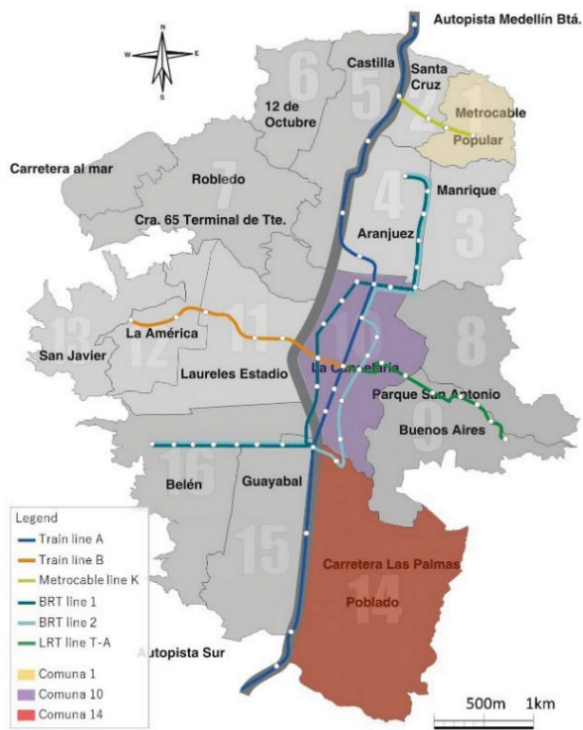 Autopista Medellín Btá.
N
W E
S
Castilla
Santa
Cruz
6
5
2
1
Metrocable
Popular
12 de
Octubre
Carretera al mar
Robledo
7
Cra. 65 Terminal de Tte.
4
Manrique
Aranjuez
3
13
La América
12
11
San Javier
Laureles Estadio
10
La Candelaria
8
Parque San Antonio
Buenos Aires
9
16
Belén
Guayabal
15
Carretera Las Palmas
14
Poblado
Autopista Sur
Legend
Train line A
Train line B
Metrocable line K
BRT line 1
BRT line 2
LRT line T-A
Comuna 1
Comuna 10
Comuna 14
500m 1km